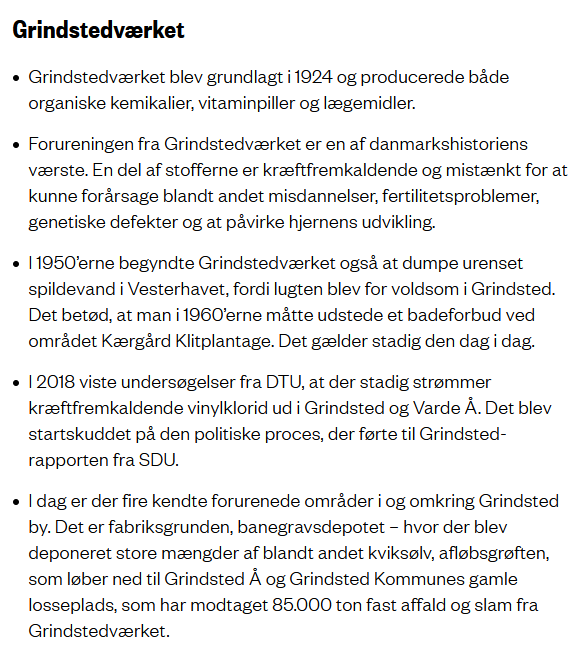 Grindstedværket
• Grindstedværket blev grundlagt i 1924 og producerede både
organiske kemikalier, vitaminpiller og lægemidler.
• Forureningen fra Grindstedværket er en af danmarkshistoriens
værste. En del af stofferne er kræftfremkaldende og mistænkt for at
kunne forårsage blandt andet misdannelser, fertilitetsproblemer,
genetiske defekter og at påvirke hjernens udvikling.
• I 1950’erne begyndte Grindstedværket også at dumpe urenset
spildevand i Vesterhavet, fordi lugten blev for voldsom i Grindsted.
Det betød, at man i 1960’erne måtte udstede et badeforbud ved
området Kærgård Klitplantage. Det gælder stadig den dag i dag.
• I 2018 viste undersøgelser fra DTU, at der stadig strømmer
kræftfremkaldende vinylklorid ud i Grindsted og Varde Å. Det blev
startskuddet på den politiske proces, der førte til Grindsted-
rapporten fra SDU.
• I dag er der fire kendte forurenede områder i og omkring Grindsted
by. Det er fabriksgrunden, banegravsdepotet – hvor der blev
deponeret store mængder af blandt andet kviksølv, afløbsgrøften,
som løber ned til Grindsted Å og Grindsted Kommunes gamle
losseplads, som har modtaget 85.000 ton fast affald og slam fra
Grindstedværket.